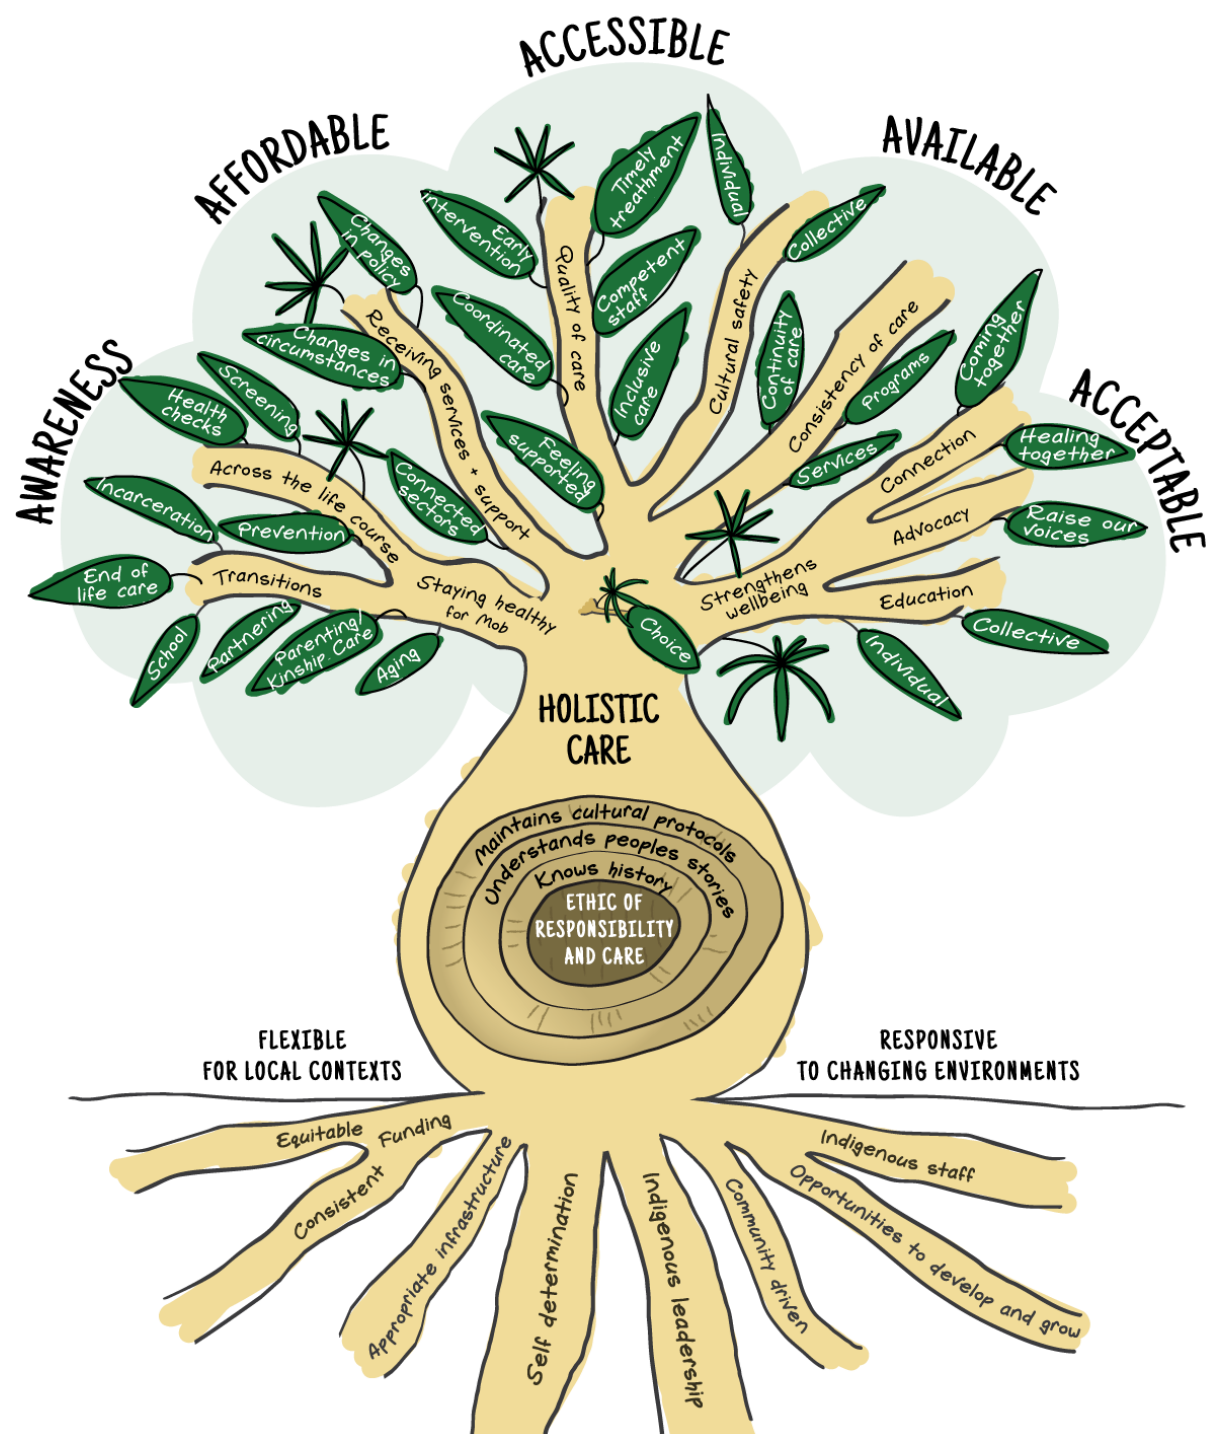 ACCESSIBLE
AFFORDABLE
AVAILABLE
AWARENESS
ACCEPTABLE
Timely
treathment
Individual
Collective
Early
intervention
Changes
in policy
Quality of care
Competent
staff
Cultural safety
Coordinated
care
Inclusive
care
Continuity
of care
Consistency of care
Programs
Coming
together
Changes in
circumstances
Receiving services + support
Screening
Health
checks
Feeling
supported
Services
Connection
Healing
together
Across the life course
Connected
sectors
Incarceration
Prevention
Advocacy
Raise our
voices
End of
life care
Transitions
Staying healthy
for Mob
Strengthens
wellbeing
Education
Collective
Choice
Individual
School
Partnering
Parenting/
Kinship Care
Aging
HOLISTIC
CARE
Maintains cultural protocols
Understands peoples stories
Knows history
ETHIC OF
RESPONSIBILITY
AND CARE
FLEXIBLE
FOR LOCAL CONTEXTS
RESPONSIVE
TO CHANGING ENVIRONMENTS
Equitable
Funding
Consistent
Appropriate infrastructure
Self determination
Indigenous leadership
Community driven
Opportunities to develop and grow
Indigenous staff